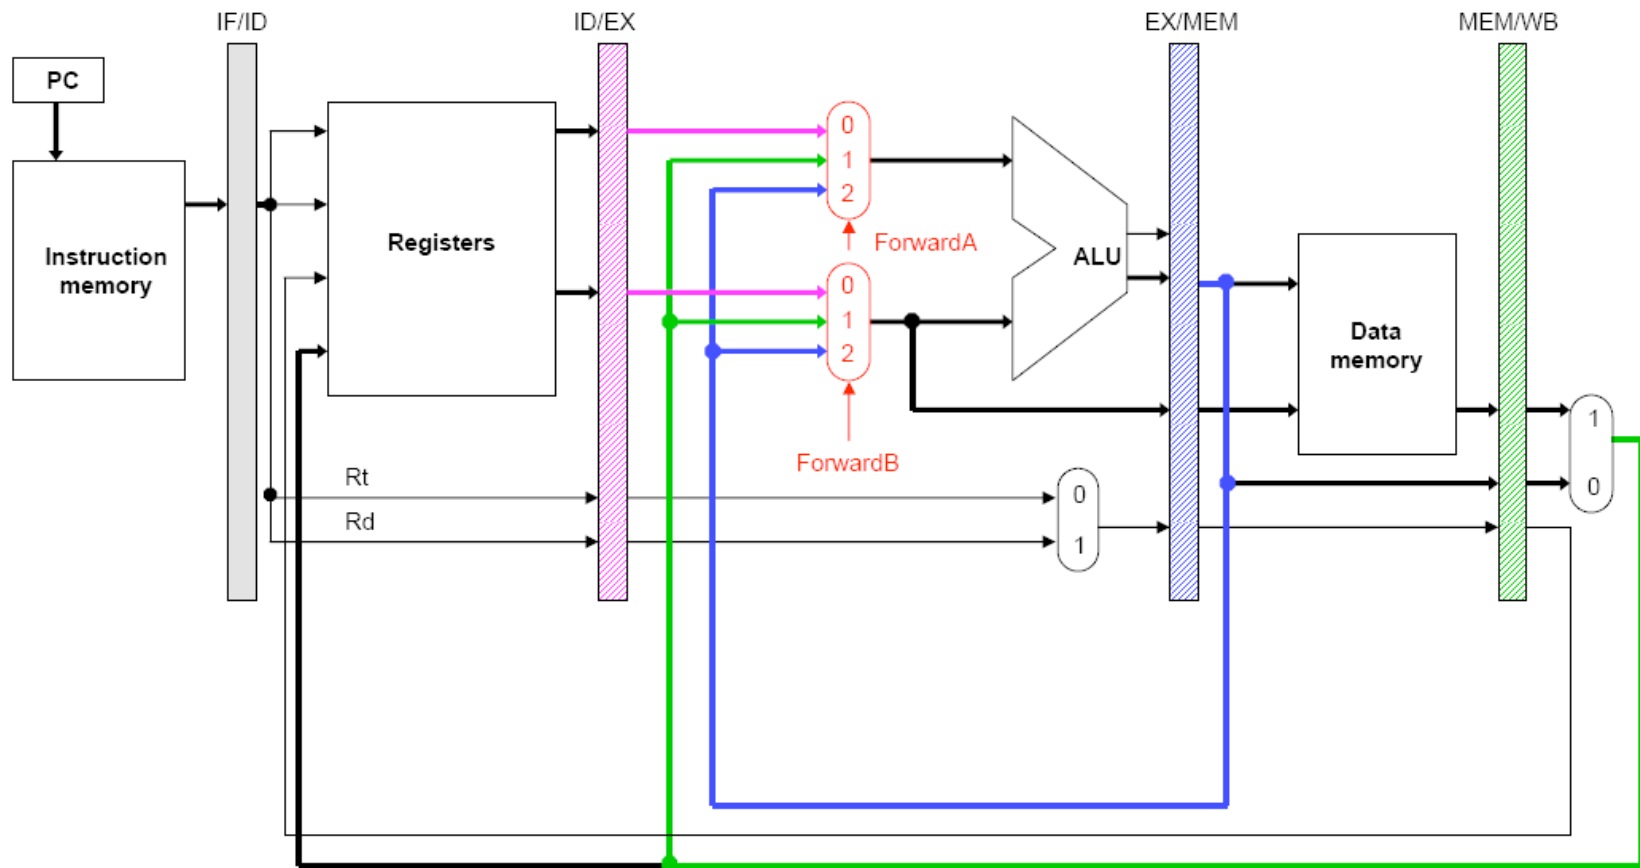 IF/ID
ID/EX
EX/MEM
MEM/WB
PC
Instruction
memory
Registers
0
1
2
ForwardA
0
1
2
ForwardB
ALU
Data
memory
1
0
Rt
Rd
0
1